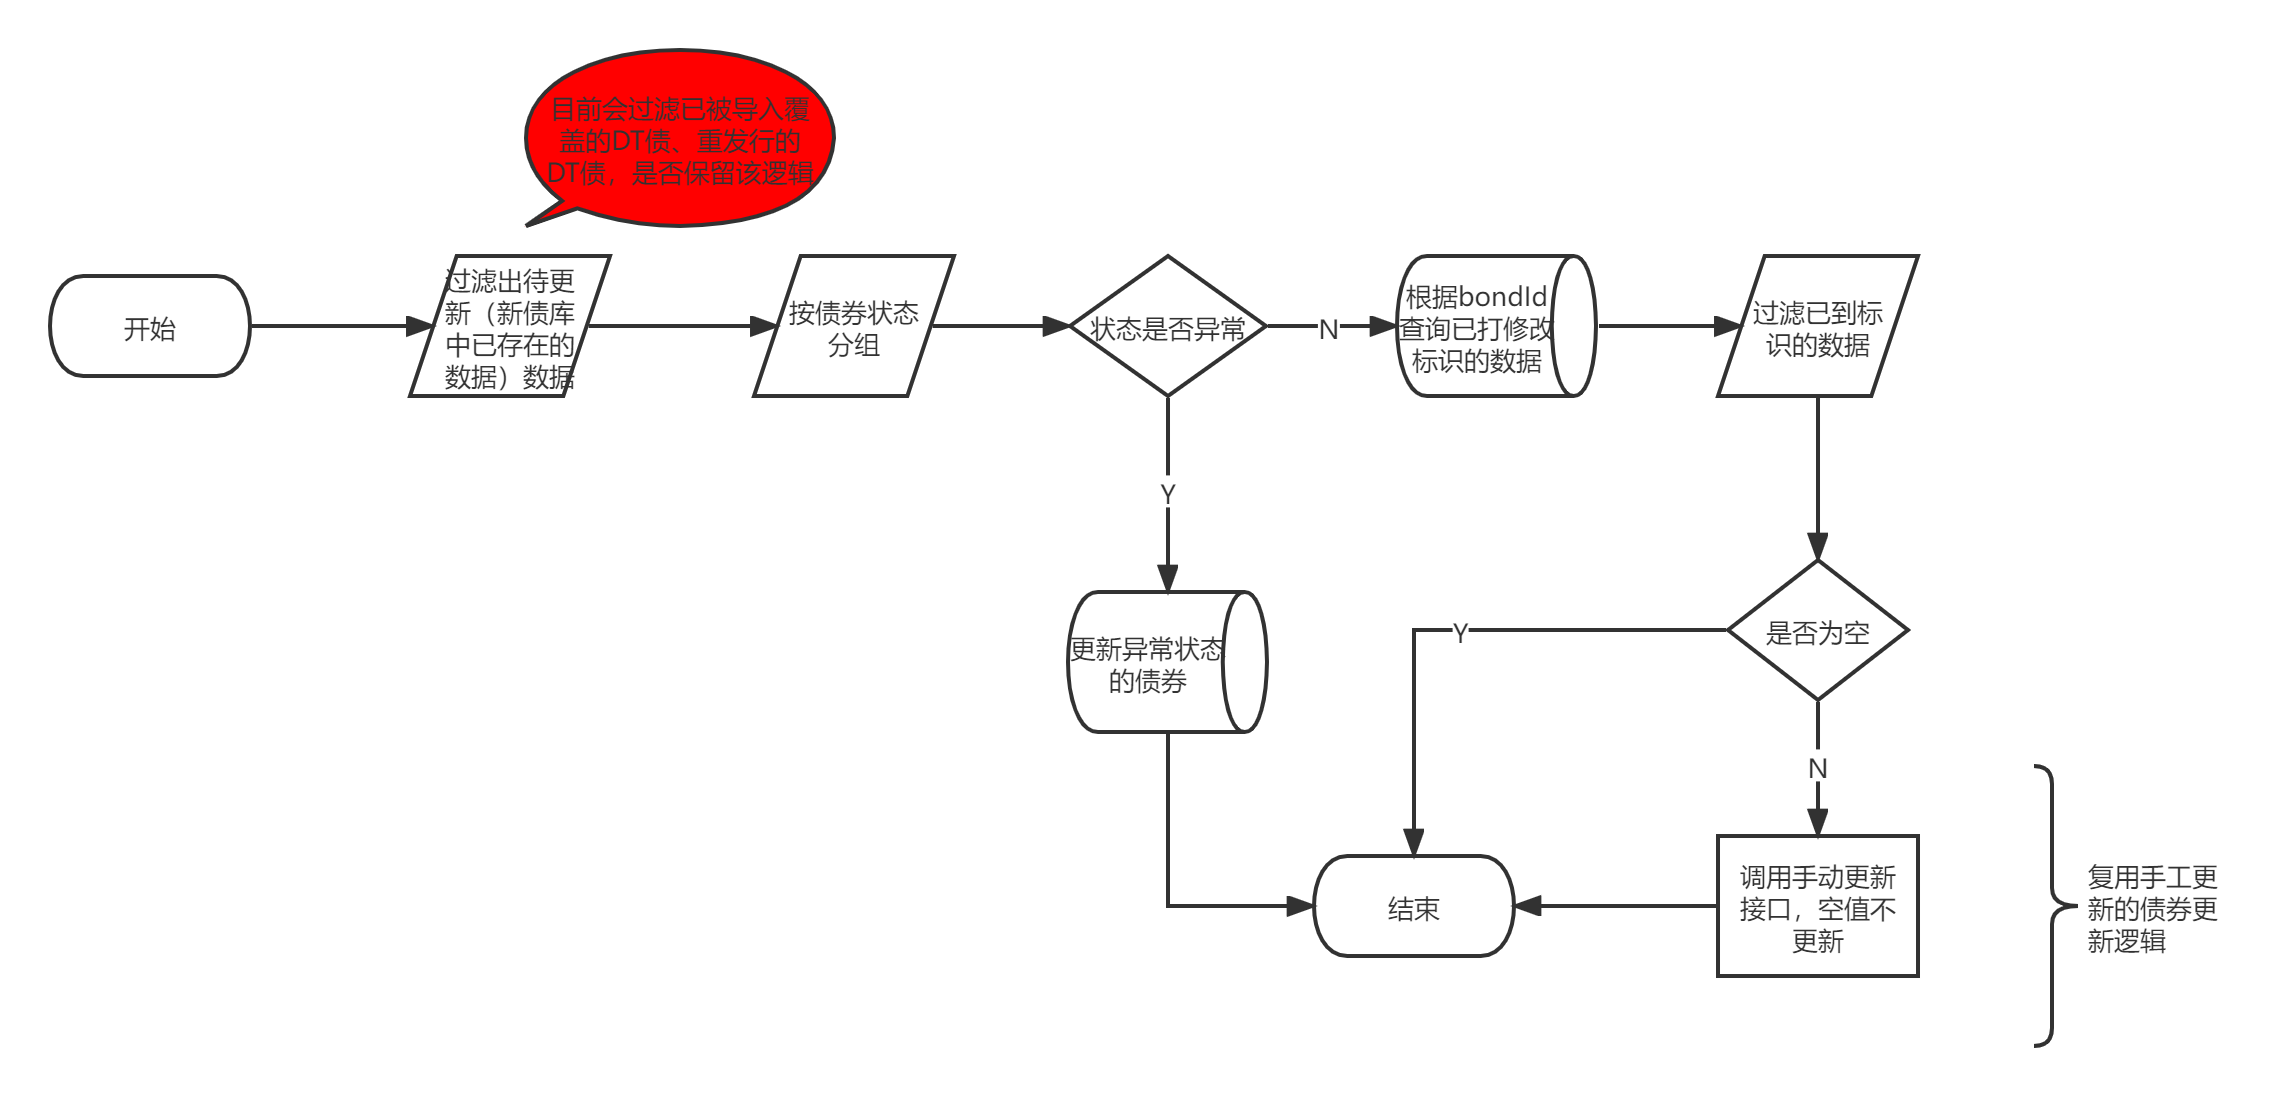 目前会过滤已被导入覆
盖的DT债、重发行的
DT债，是否保留该逻辑
开始
过滤出待更
新（新债库
中已存在的
数据）数据
按债券状态
分组
状态是否异常
N
根据bondId
查询已打修改
标识的数据
过滤已到标
识的数据
Y
更新异常状态
的债券
Y
是否为空
N
结束
调用手动更新
接口，空值不
更新
复用手工更
新的债券更
新逻辑